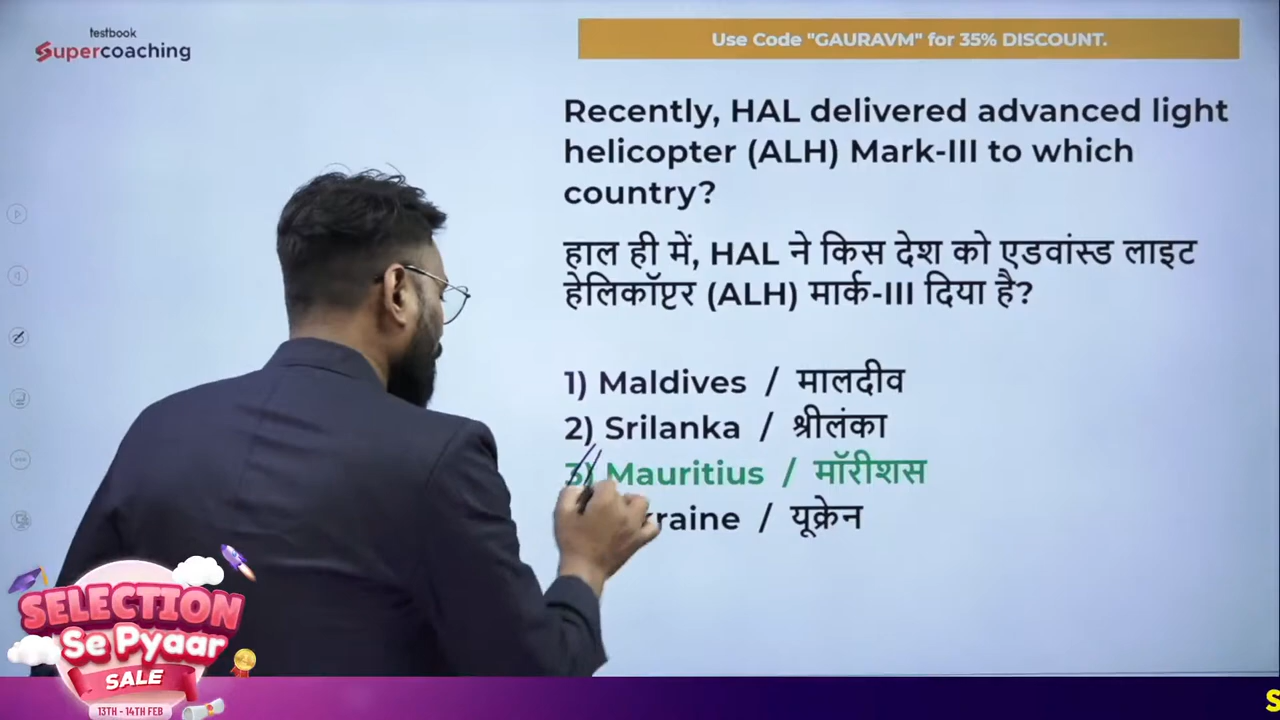 testbook
Supercoaching
Use Code "GAURAVM" for 35% DISCOUNT.
Recently, HAL delivered advanced light
helicopter (ALH) Mark-III to which
country?
हाल ही में, HAL ने किस देश को एडवांस्ड लाइट
हेलिकॉप्टर (ALH) मार्क-III दिया है?
1) Maldives / मालदीव
2) Srilanka / श्रीलंका
3) Mauritius / मॉरीशस
raine / यूक्रेन
SELECTION
Se Pyaar
SALE
13TH - 14TH FEB
S